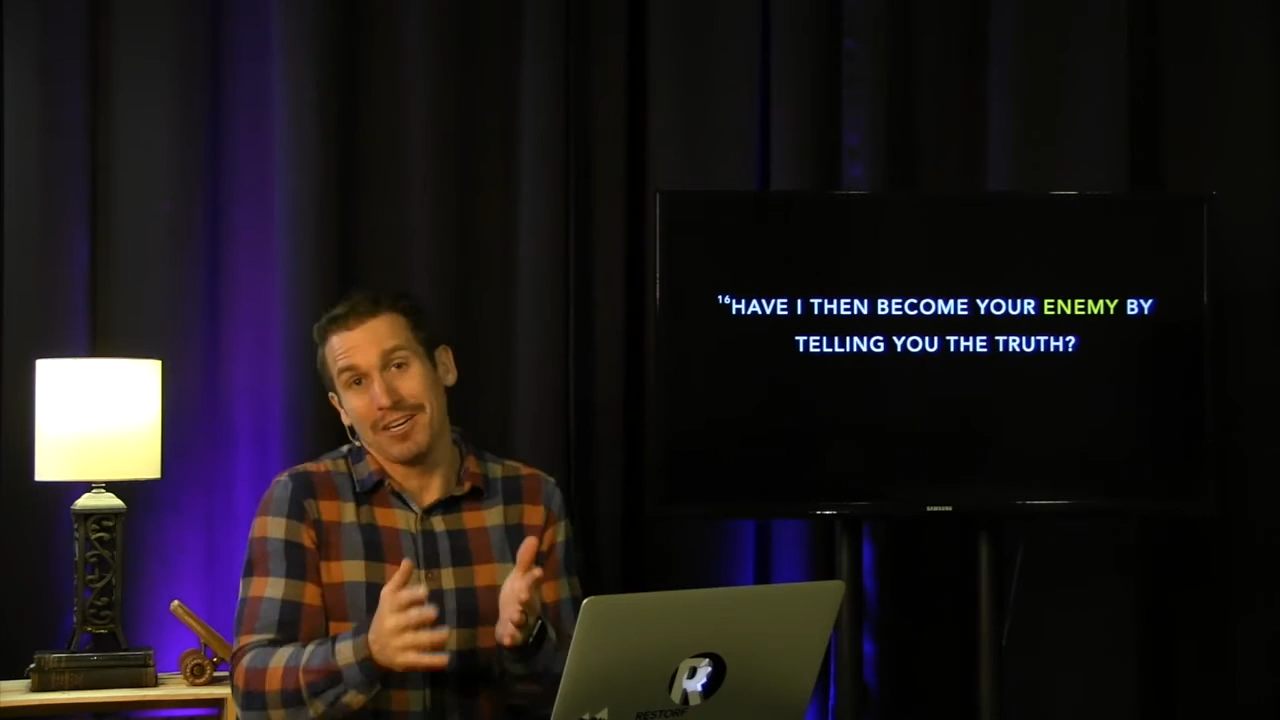 ¹⁶HAVE I THEN BECOME YOUR ENEMY BY
TELLING YOU THE TRUTH?
SAMSUNG
R
RESTORE